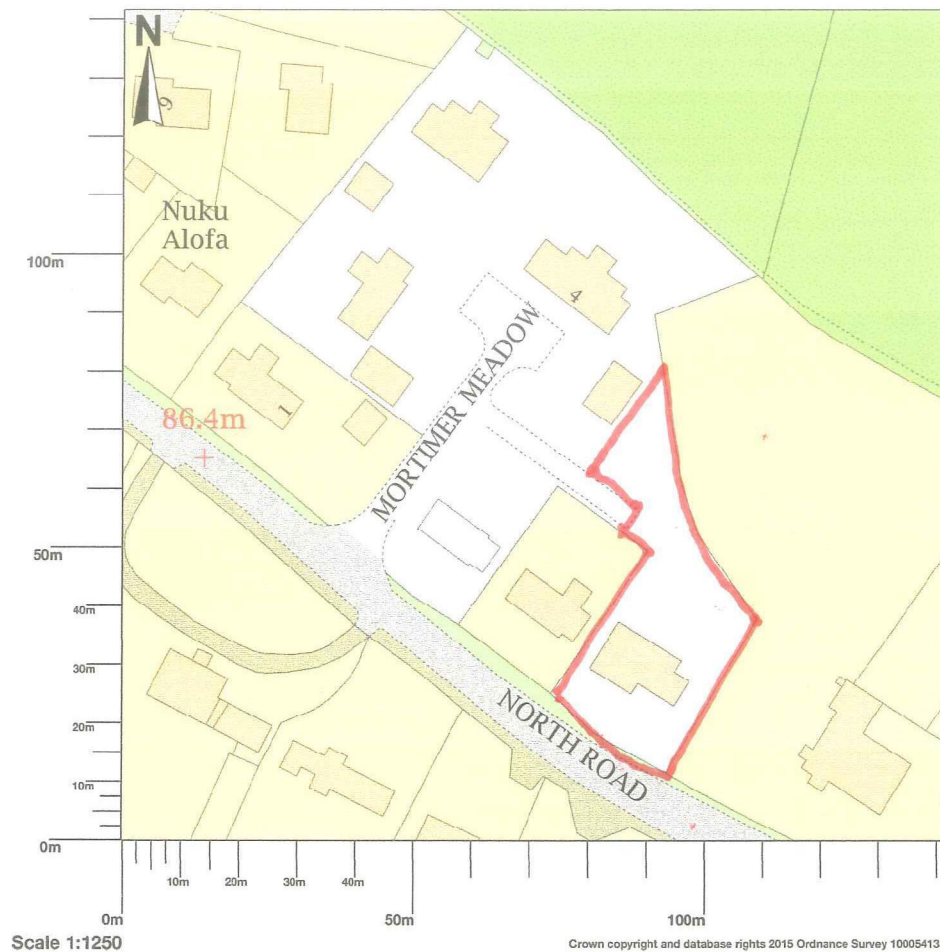 N
9
Nuku
Alofa
100m
4
MORTIMER MEADOW
1
86.4m
50m
40m
30m
20m
10m
0m
NORTH ROAD
10m
20m
30m
40m
0m
50m
100m
Scale 1:1250
Crown copyright and database rights 2015 Ordnance Survey 10005413